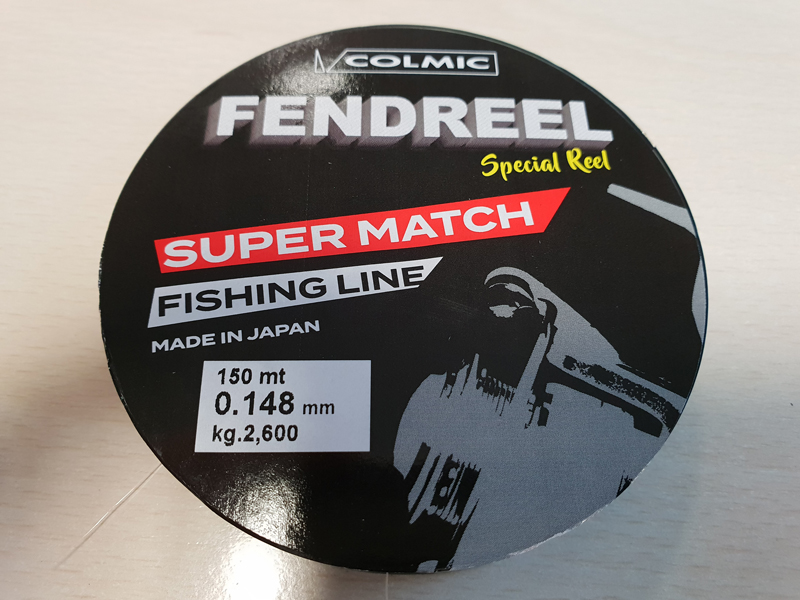 COLMIC
FENDREEL
Special Reel
SUPER MATCH
FISHING LINE
MADE IN JAPAN
150 mt
0.148 mm
kg.2,600